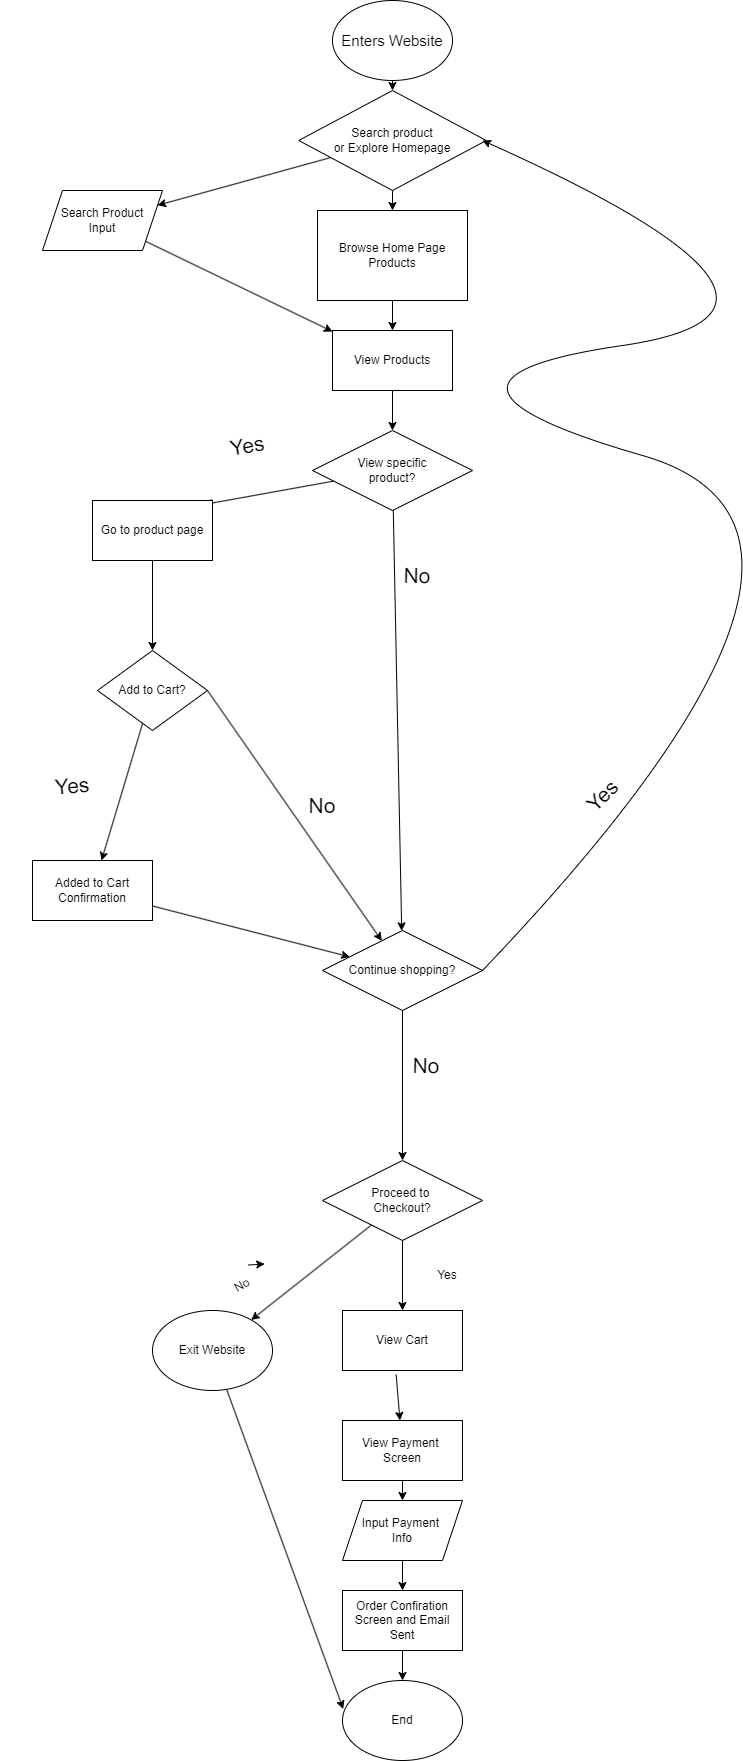 Enters Website
Search product
or Explore Homepage
Search Product
Input
Browse Home Page
Products
View Products
Yes
View specific
product?
Go to product page
No
Add to Cart?
Yes
No
Yes
Added to Cart
Confirmation
Continue shopping?
No
Proceed to
Checkout?
No
Yes
Exit Website
View Cart
View Payment
Screen
Input Payment
Info
Order Confiration
Screen and Email
Sent
End